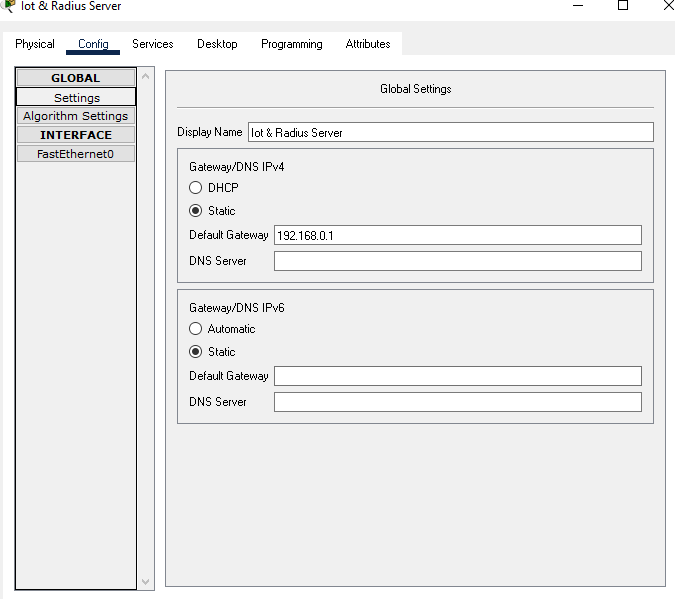 Iot & Radius Server
Physical Config Services Desktop Programming Attributes
GLOBAL
Settings
Algorithm Settings
INTERFACE
FastEthernet0
Global Settings
Display Name Iot & Radius Server
Gateway/DNS IPv4
DHCP
Static
Default Gateway 192.168.0.1
DNS Server
Gateway/DNS IPv6
Automatic
Static
Default Gateway
DNS Server